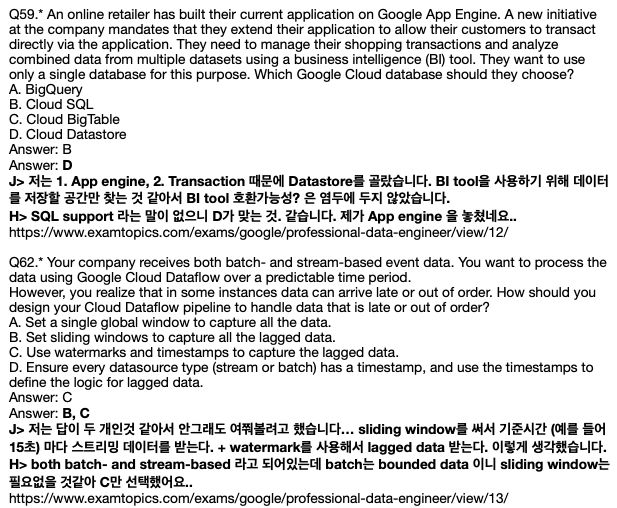 Q59.* An online retailer has built their current application on Google App Engine. A new initiative
at the company mandates that they extend their application to allow their customers to transact
directly via the application. They need to manage their shopping transactions and analyze
combined data from multiple datasets using a business intelligence (BI) tool. They want to use
only a single database for this purpose. Which Google Cloud database should they choose?
A. BigQuery
B. Cloud SQL
C. Cloud BigTable
D. Cloud Datastore
Answer: B
Answer: D
J> 저는 1. App engine, 2. Transaction 때문에 Datastore를 골랐습니다. BI tool을 사용하기 위해 데이터
를 저장할 공간만 찾는 것 같아서 BI tool 호환가능성? 은 염두에 두지 않았습니다.
H> SQL support 라는 말이 없으니 D가 맞는 것. 같습니다. 제가 App engine 을 놓쳤네요..
https://www.examtopics.com/exams/google/professional-data-engineer/view/12/
Q62.* Your company receives both batch- and stream-based event data. You want to process the
data using Google Cloud Dataflow over a predictable time period.
However, you realize that in some instances data can arrive late or out of order. How should you
design your Cloud Dataflow pipeline to handle data that is late or out of order?
A. Set a single global window to capture all the data.
B. Set sliding windows to capture all the lagged data.
C. Use watermarks and timestamps to capture the lagged data.
D. Ensure every datasource type (stream or batch) has a timestamp, and use the timestamps to
define the logic for lagged data.
Answer: C
Answer: B, C
J> 저는 답이 두 개인것 같아서 안그래도 여쭤볼려고 했습니다... sliding window를 써서 기준시간 (예를 들어
15초) 마다 스트리밍 데이터를 받는다. + watermark를 사용해서 lagged data 받는다. 이렇게 생각했습니다.
H> both batch- and stream-based 라고 되어있는데 batch는 bounded data 이니 sliding window는
필요없을 것같아 C만 선택했어요..
https://www.examtopics.com/exams/google/professional-data-engineer/view/13/